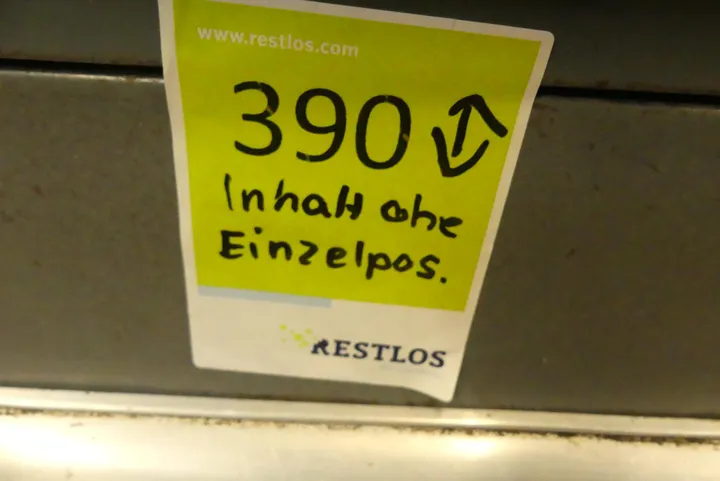 www.restlos.com
390
Inhalt ohe
Einzelpos.
RESTLOS